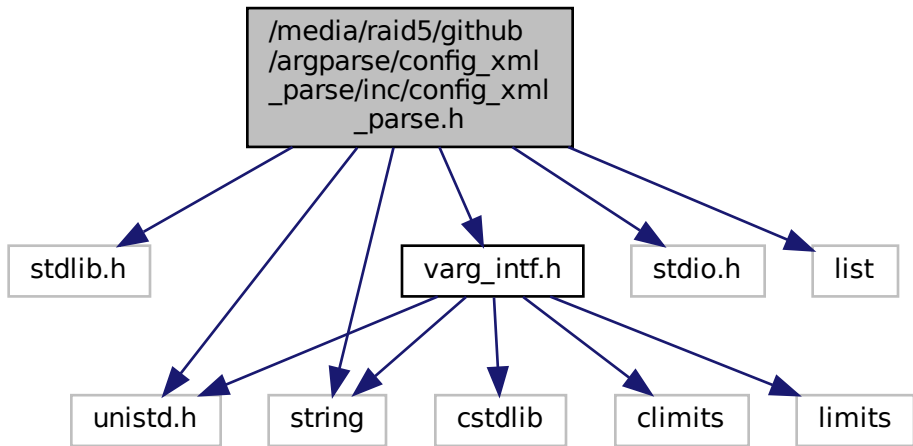 /media/raid5/github
/argparse/config_xml
_parse/inc/config_xml
_parse.h
stdlib.h
varg_intf.h
stdio.h
list
unistd.h
string
cstdlib
climits
limits